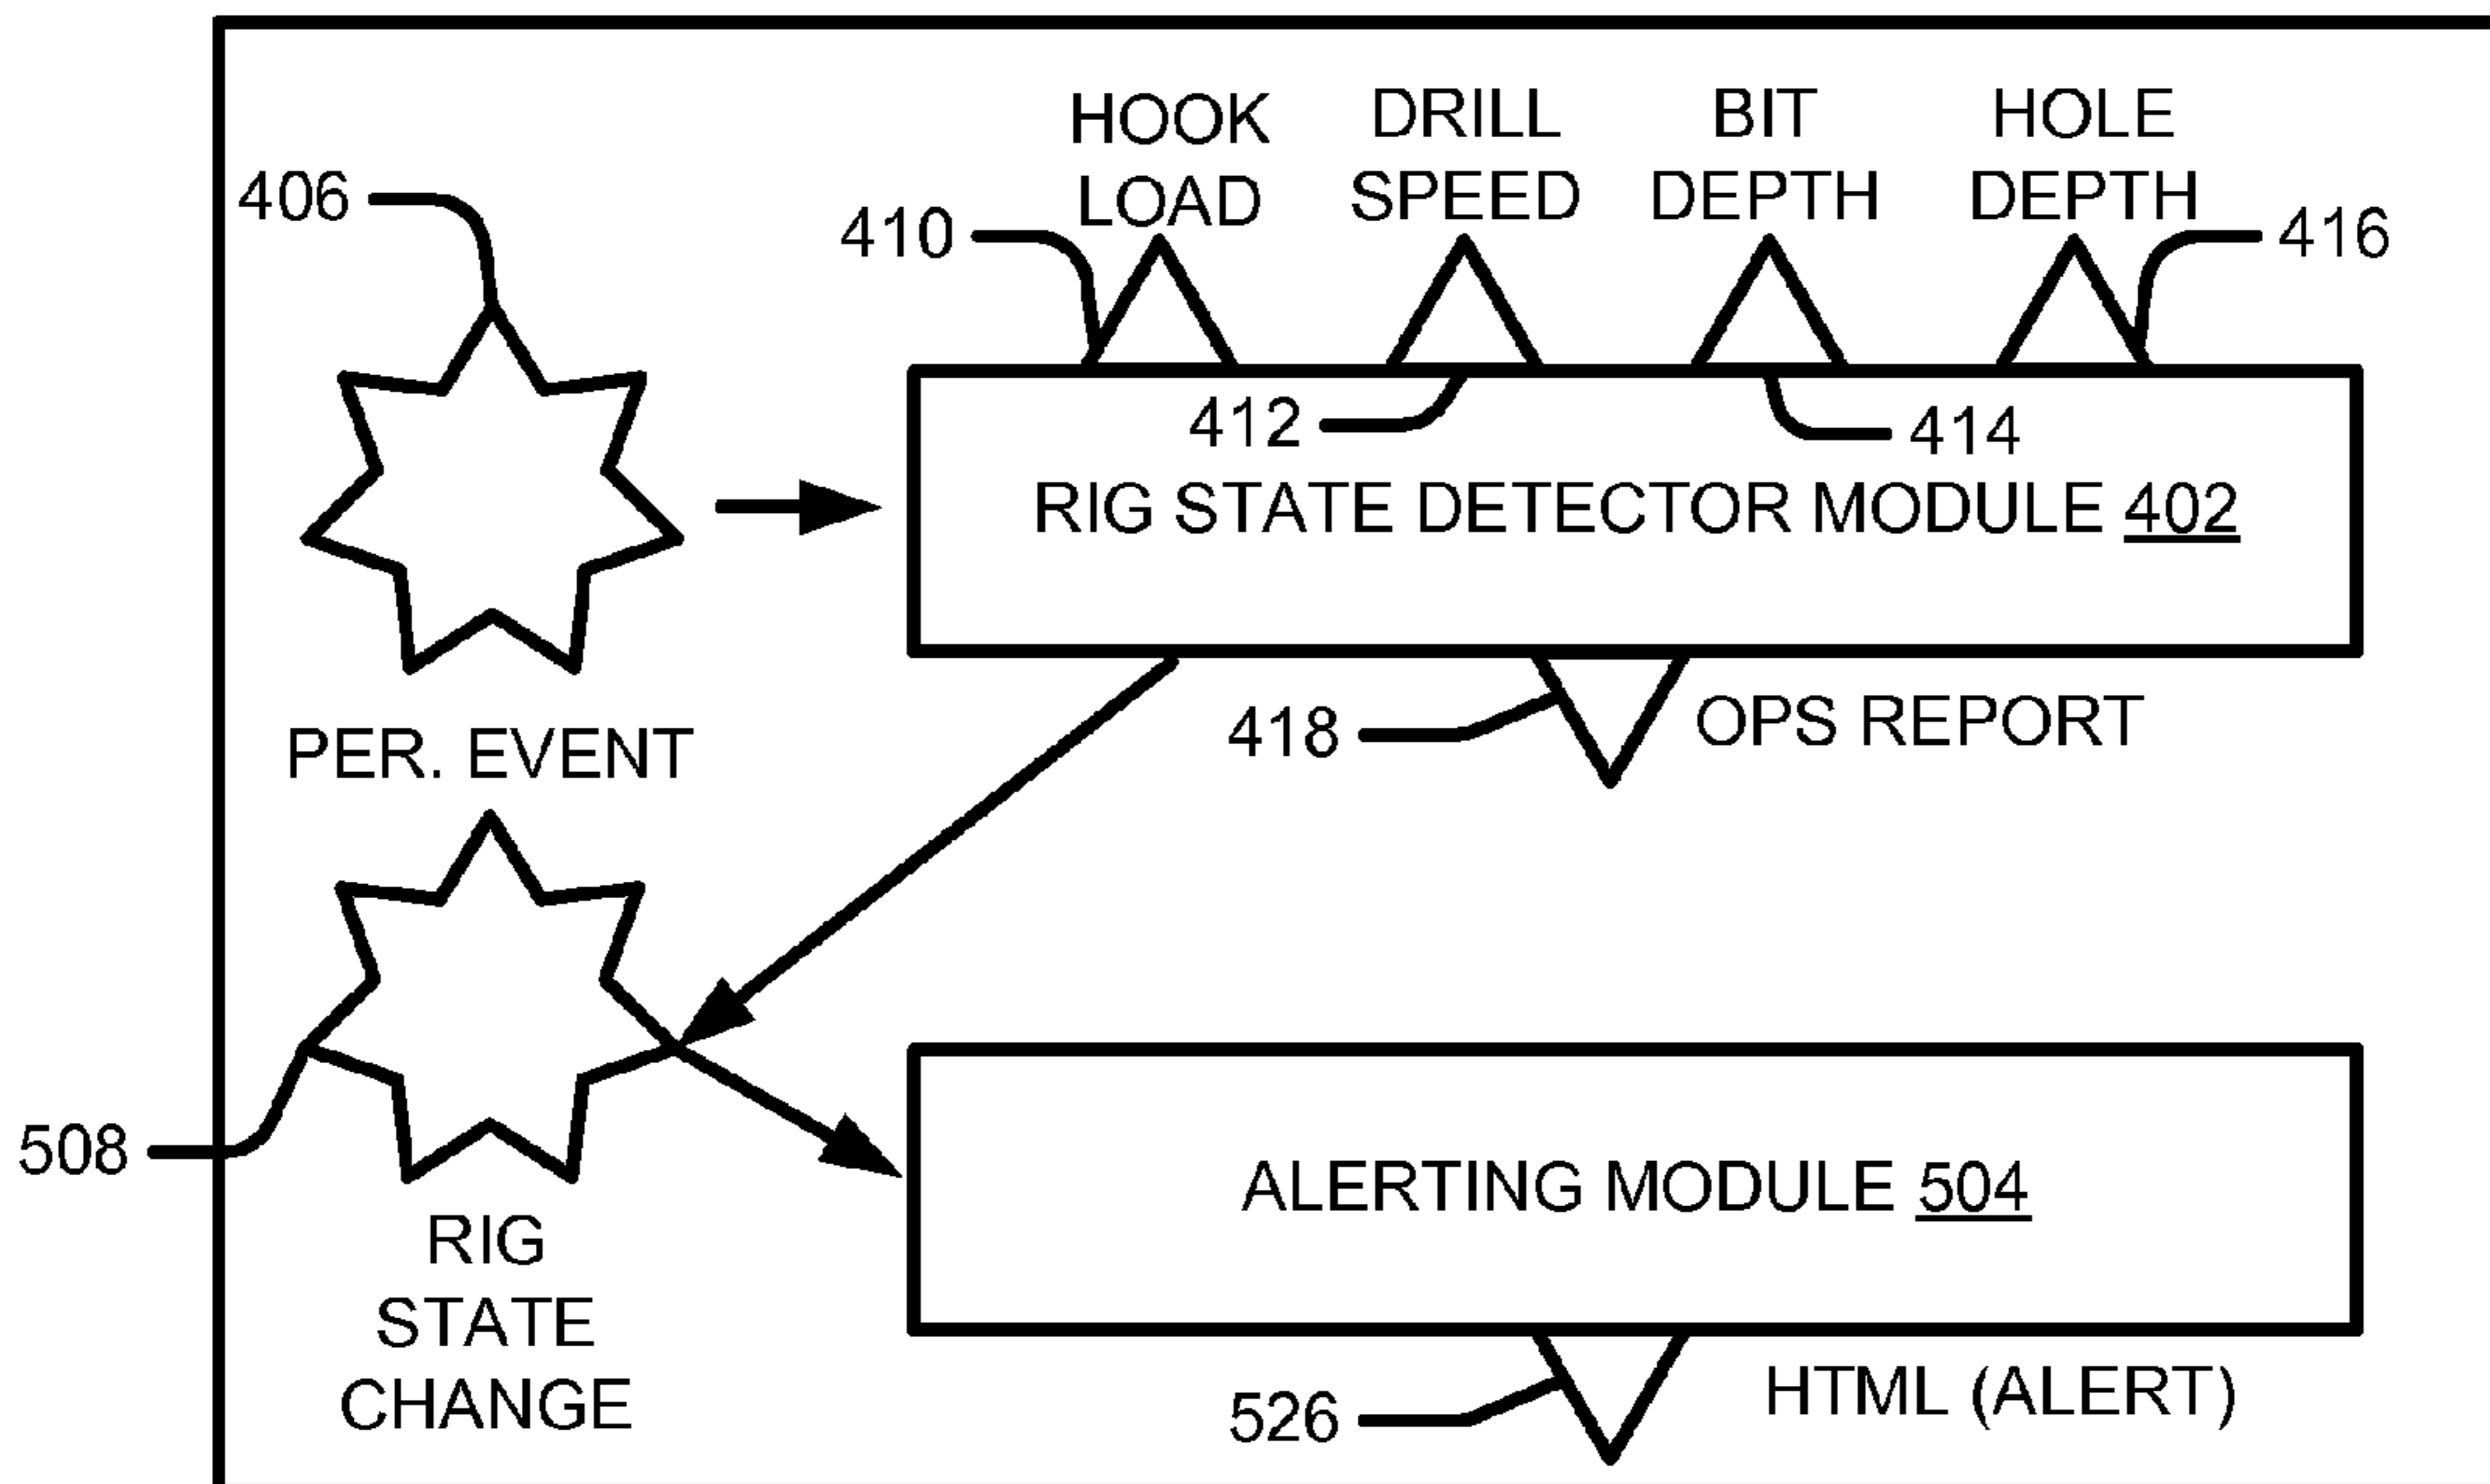 HOOK LOAD
DRILL SPEED
BIT DEPTH
HOLE DEPTH
406
410
416
412
414
RIG STATE DETECTOR MODULE 402
418
OPS REPORT
PER. EVENT
508
ALERTING MODULE 504
RIG
STATE
CHANGE
526
HTML (ALERT)